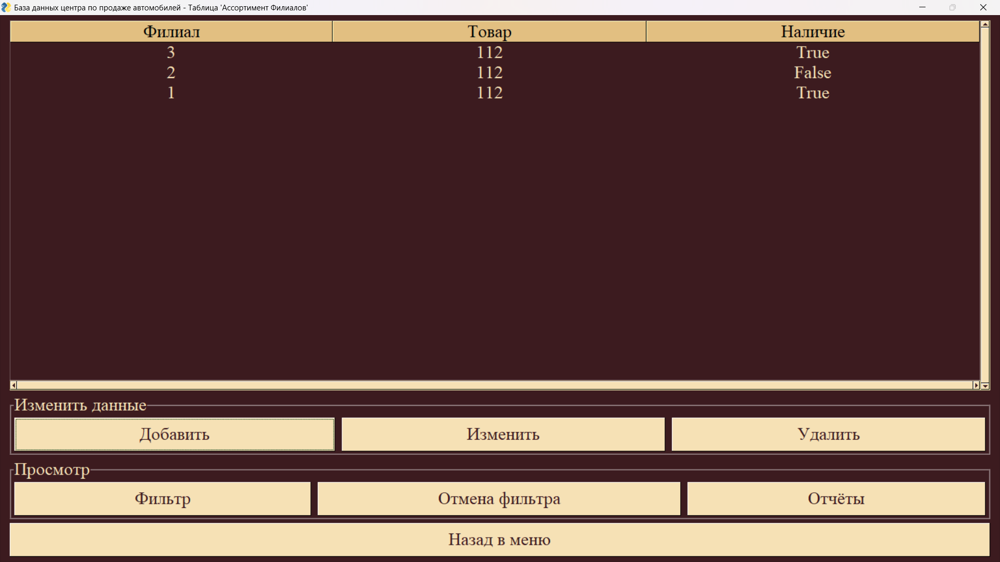 База данных центра по продаже автомобилей - Таблица 'Ассортимент Филиалов'
Филиал Товар Наличие
3 112 True
2 112 False
1 112 True
Изменить данные
Добавить Изменить Удалить
Просмотр
Фильтр Отмена фильтра Отчёты
Назад в меню